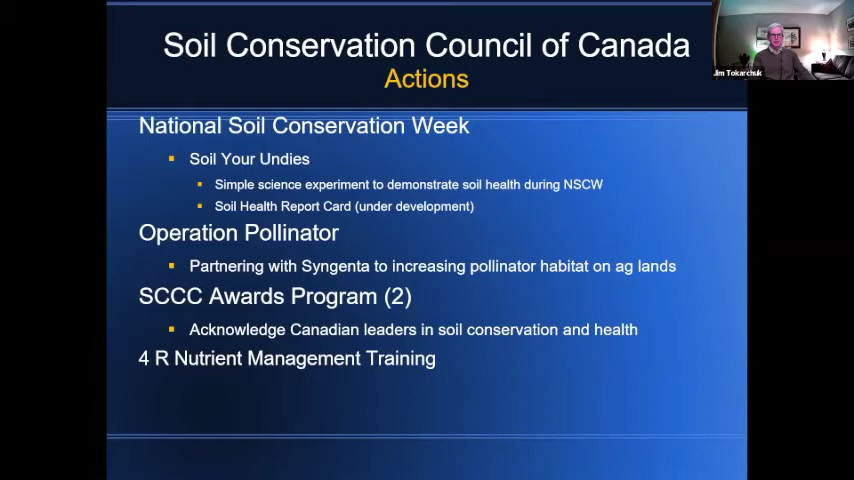 Soil Conservation Council of Canada
Actions
Jim Tokarchuk
National Soil Conservation Week
Soil Your Undies
Simple science experiment to demonstrate soil health during NSCW
Soil Health Report Card (under development)
Operation Pollinator
Partnering with Syngenta to increasing pollinator habitat on ag lands
SCCC Awards Program (2)
Acknowledge Canadian leaders in soil conservation and health
4 R Nutrient Management Training